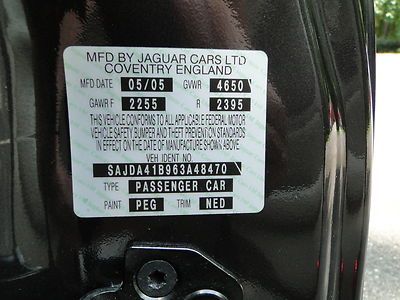 MFD BY JAGUAR CARS LTD
COVENTRY ENGLAND
MFD DATE 05/05 GVWR 4650
GAWR F 2255 R 2395
THIS VEHICLE CONFORMS TO ALL APPLICABLE FEDERAL MOTOR
VEHICLE SAFETY BUMPER AND THEFT PREVENTION STANDARDS
IN EFFECT ON THE DATE OF MANUFACTURE SHOWN ABOVE
VEH IDENT NO.
SAJDA41B963A48470
TYPE PASSENGER CAR
PAINT PEG TRIM NED